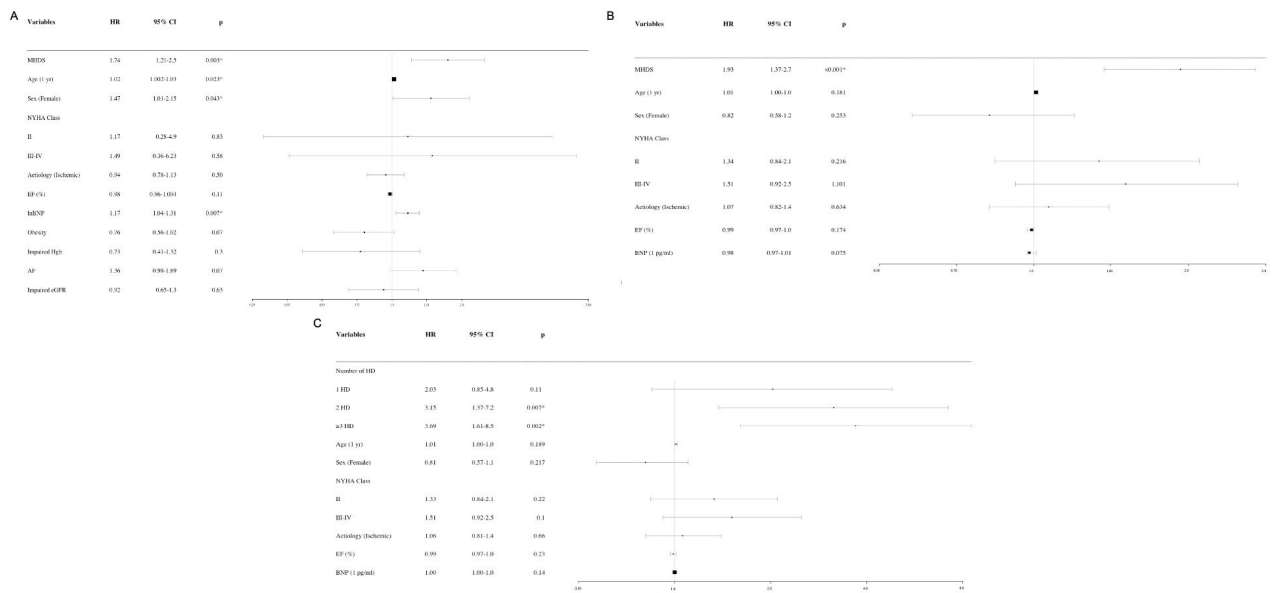 A
Variables HR 95% CI p
MHDS 1.74 1.21-2.5 0.003*
Age (1 yr) 1.02 1.002-1.03 0.023*
Sex (Female) 1.47 1.01-2.15 0.043*
NYHA Class
II 1.17 0.28-4.9 0.83
III-IV 1.49 0.36-6.23 0.58
Aetiology (Ischemic) 0.94 0.78-1.13 0.50
EF (%) 0.98 0.96-1.004 0.11
lnBNP 1.17 1.04-1.31 0.007*
Obesity 0.76 0.56-1.02 0.07
Impaired Hgb 0.73 0.41-1.32 0.3
AF 1.36 0.98-1.89 0.07
Impaired eGFR 0.92 0.65-1.3 0.63
B
Variables HR 95% CI p
MHDS 1.93 1.37-2.7 <0.001*
Age (1 yr) 1.01 1.00-1.0 0.181
Sex (Female) 0.82 0.58-1.2 0.253
NYHA Class
II 1.34 0.84-2.1 0.216
III-IV 1.51 0.92-2.5 1.101
Aetiology (Ischemic) 1.07 0.82-1.4 0.634
EF (%) 0.99 0.97-1.0 0.174
BNP (1 pg/ml) 0.98 0.97-1.01 0.075
C
Variables HR 95% CI p
Number of HD
1 HD 2.03 0.85-4.8 0.11
2 HD 3.15 1.37-7.2 0.007*
≥3 HD 3.69 1.61-8.5 0.002*
Age (1 yr) 1.01 1.00-1.0 0.189
Sex (Female) 0.81 0.57-1.1 0.217
NYHA Class
II 1.33 0.84-2.1 0.22
III-IV 1.51 0.92-2.5 0.1
Aetiology (Ischemic) 1.06 0.81-1.4 0.66
EF (%) 0.99 0.97-1.0 0.23
BNP (1 pg/ml) 1.00 1.00-1.0 0.14